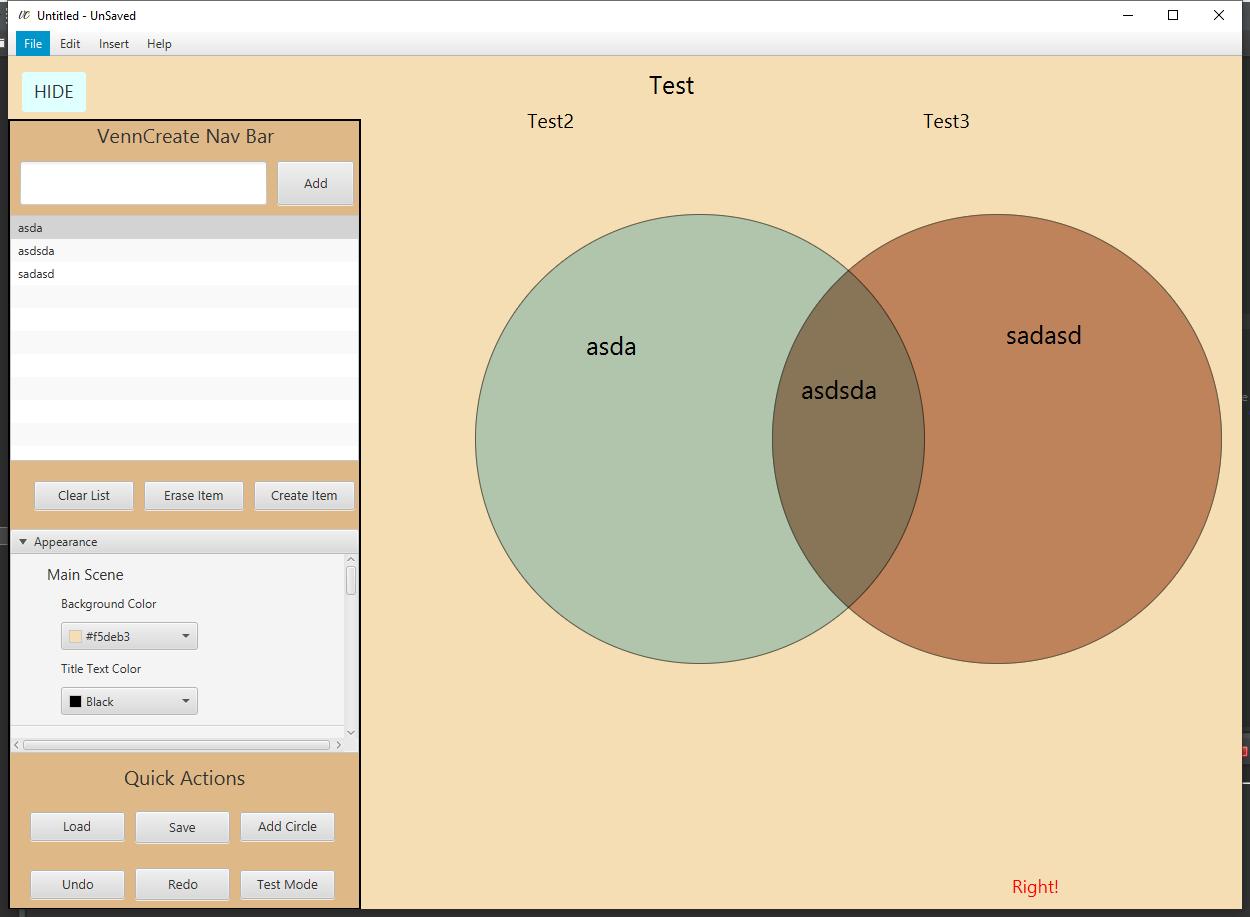 VC Untitled - UnSaved
File Edit Insert Help
HIDE
Test
Test2 Test3
VennCreate Nav Bar
Add
asda
asdsda
sadasd
Clear List Erase Item Create Item
Appearance
Main Scene
Background Color
#f5deb3
Title Text Color
Black
Quick Actions
Load Save Add Circle
Undo Redo Test Mode
asda
asdsda
sadasd
Right!